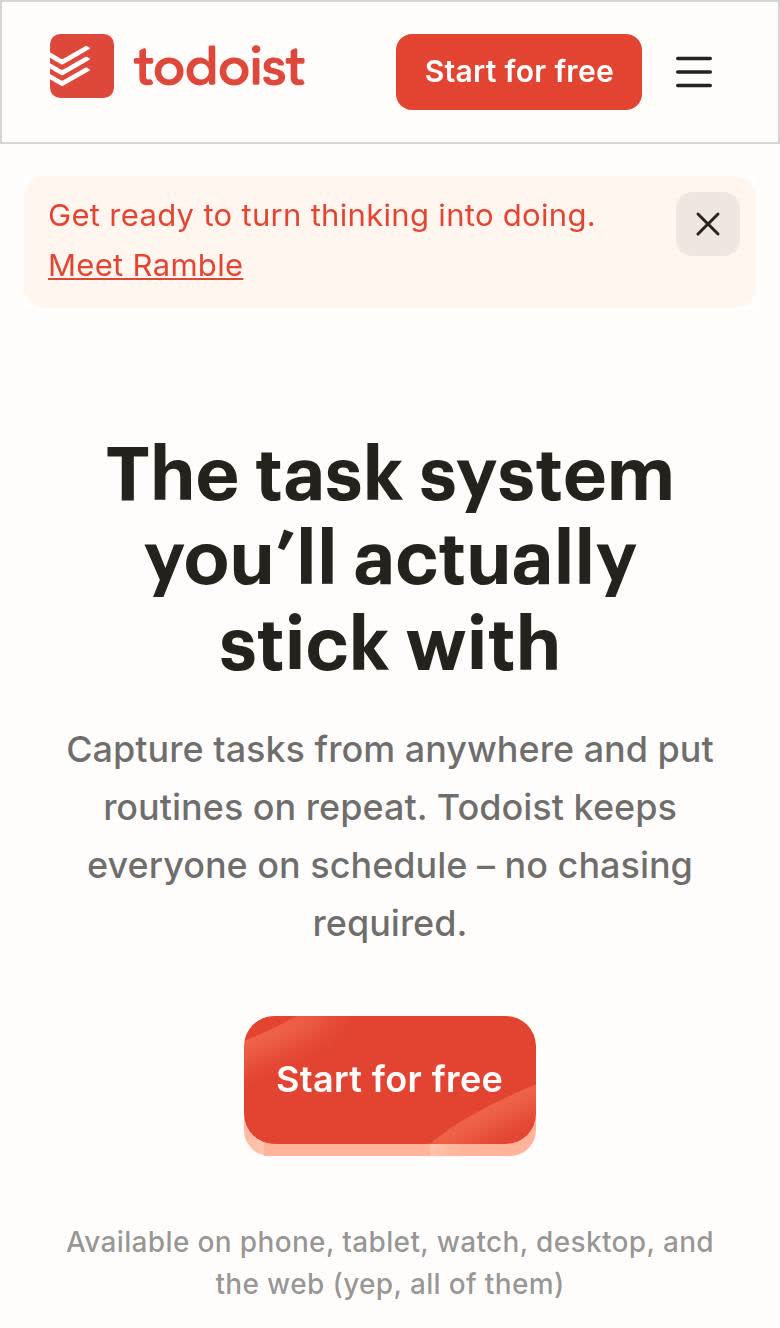 todoist
Start for free
Get ready to turn thinking into doing.
Meet Ramble
The task system
you’ll actually
stick with
Capture tasks from anywhere and put
routines on repeat. Todoist keeps
everyone on schedule – no chasing
required.
Start for free
Available on phone, tablet, watch, desktop, and
the web (yep, all of them)